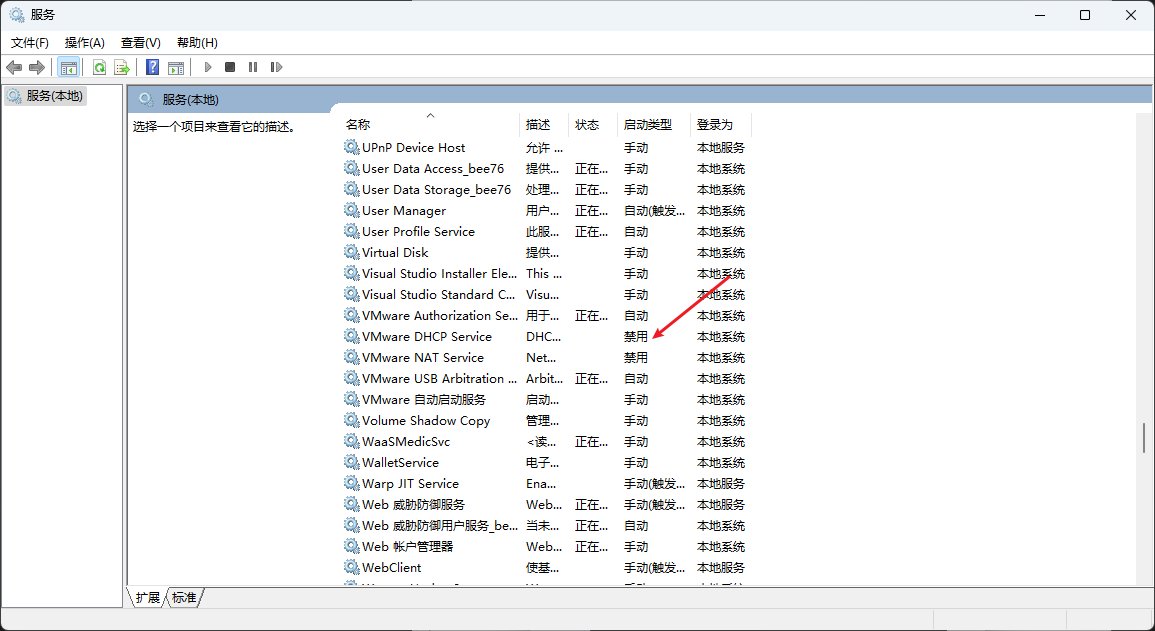 服务
文件(F) 操作(A) 查看(V) 帮助(H)
服务(本地)
服务(本地)
选择一个项目来查看它的描述。
名称 描述 状态 启动类型 登录为
UPnP Device Host 允许 ... 手动 本地服务
User Data Access_bee76 提供... 正在... 手动 本地系统
User Data Storage_bee76 处理... 正在... 手动 本地系统
User Manager 用户... 正在... 自动(触发... 本地系统
User Profile Service 此服... 正在... 自动 本地系统
Virtual Disk 提供... 手动 本地系统
Visual Studio Installer Ele... This ... 手动 本地系统
Visual Studio Standard C... Visu... 手动 本地系统
VMware Authorization Se... 用于... 正在... 自动 本地系统
VMware DHCP Service DHC... 禁用 本地系统
VMware NAT Service Net... 禁用 本地系统
VMware USB Arbitration ... Arbit... 正在... 自动 本地系统
VMware 自动启动服务 启动... 手动 本地系统
Volume Shadow Copy 管理... 手动 本地系统
WaaSMedicSvc <读... 正在... 手动 本地系统
WalletService 电子... 手动 本地系统
Warp JIT Service Ena... 手动(触发... 本地服务
Web 威胁防御服务 Web... 正在... 手动(触发... 本地服务
Web 威胁防御用户服务_be... 当未... 正在... 自动 本地系统
Web 帐户管理器 Web... 正在... 手动 本地系统
WebClient 使基... 手动(触发... 本地服务
扩展 标准